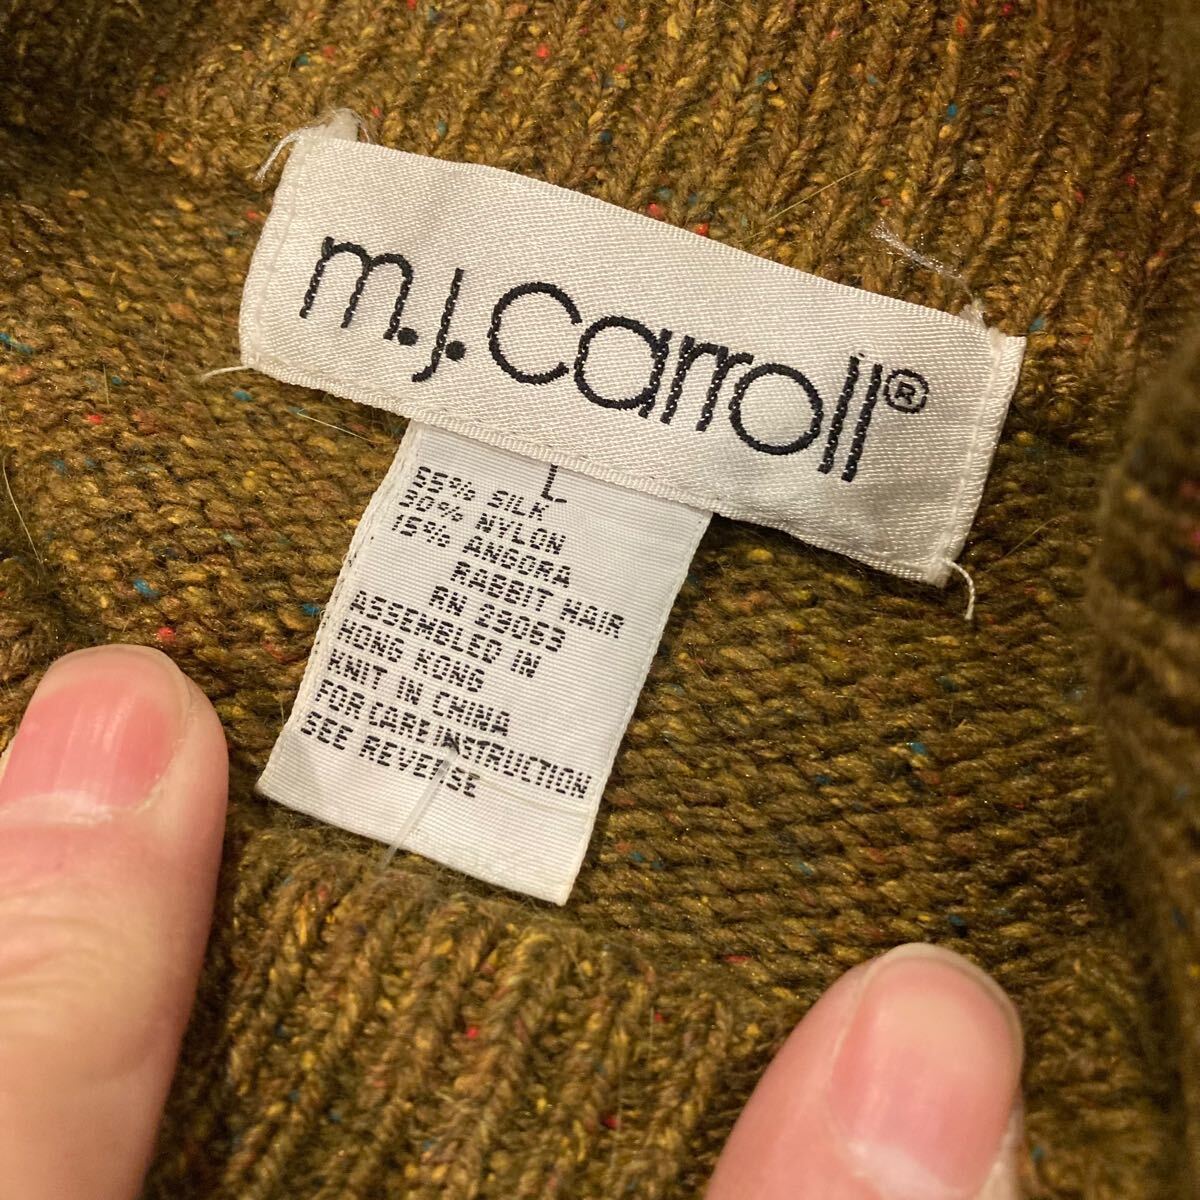 m.j.carroll®
L
55% SILK
30% NYLON
15% ANGORA
RABBIT HAIR
RN 29063
ASSEMBLED IN
HONG KONG
KNIT IN CHINA
FOR CARE INSTRUCTION
SEE REVERSE